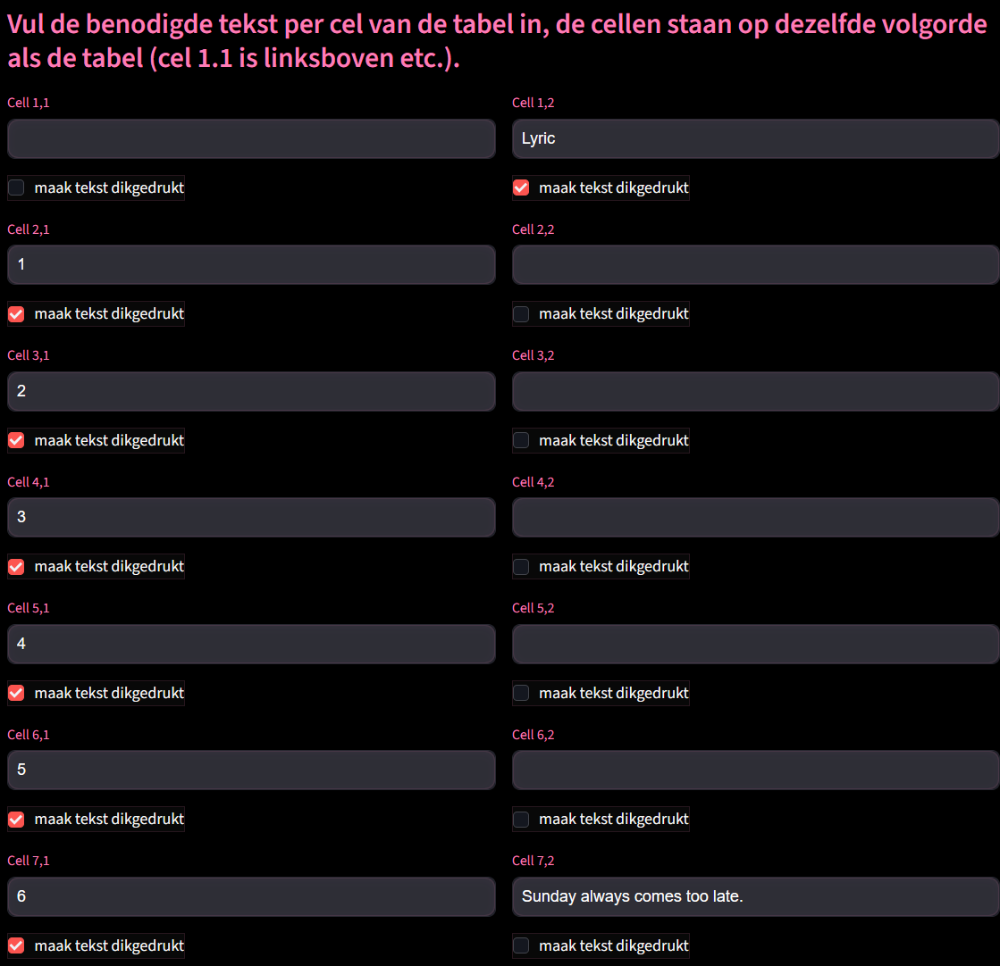 Vul de benodigde tekst per cel van de tabel in, de cellen staan op dezelfde volgorde
als de tabel (cel 1.1 is linksboven etc.).
Cell 1,1
Cell 1,2
Lyric
maak tekst dikgedrukt
maak tekst dikgedrukt
Cell 2,1
Cell 2,2
1
maak tekst dikgedrukt
maak tekst dikgedrukt
Cell 3,1
Cell 3,2
2
maak tekst dikgedrukt
maak tekst dikgedrukt
Cell 4,1
Cell 4,2
3
maak tekst dikgedrukt
maak tekst dikgedrukt
Cell 5,1
Cell 5,2
4
maak tekst dikgedrukt
maak tekst dikgedrukt
Cell 6,1
Cell 6,2
5
maak tekst dikgedrukt
maak tekst dikgedrukt
Cell 7,1
Cell 7,2
6
Sunday always comes too late.
maak tekst dikgedrukt
maak tekst dikgedrukt